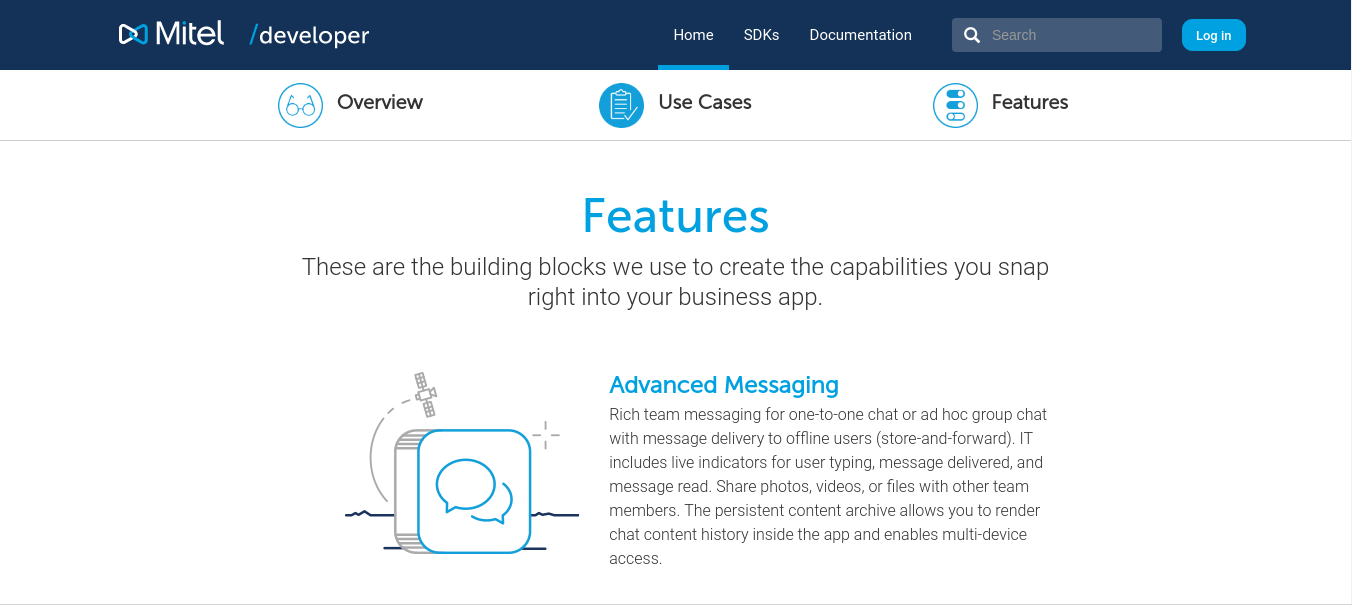 Mitel /developer
Home SDKs Documentation Search Log in
Overview Use Cases Features
Features
These are the building blocks we use to create the capabilities you snap
right into your business app.
Advanced Messaging
Rich team messaging for one-to-one chat or ad hoc group chat
with message delivery to offline users (store-and-forward). IT
includes live indicators for user typing, message delivered, and
message read. Share photos, videos, or files with other team
members. The persistent content archive allows you to render
chat content history inside the app and enables multi-device
access.